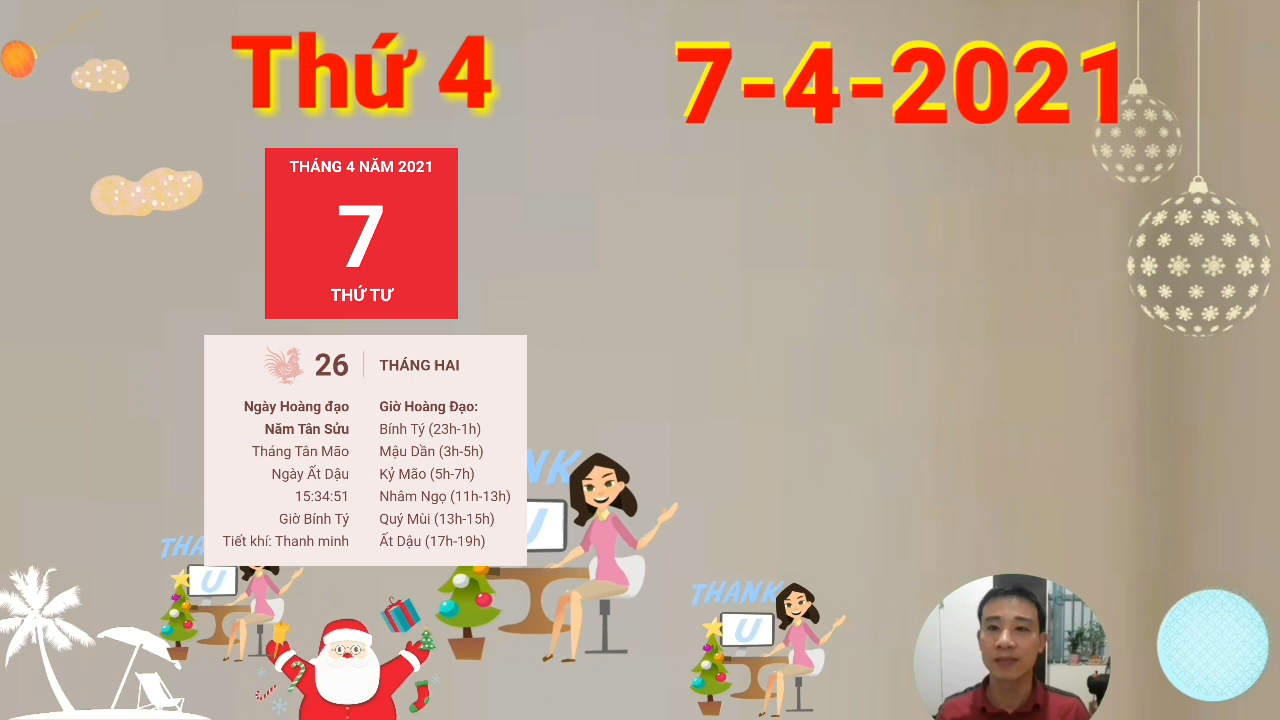 Thứ 4
7-4-2021
THÁNG 4 NĂM 2021
7
THỨ TƯ
26
THÁNG HAI
Ngày Hoàng đạo
Năm Tân Sửu
Tháng Tân Mão
Ngày Ất Dậu
15:34:51
Giờ Bính Tý
Tiết khí: Thanh minh
Giờ Hoàng Đạo:
Bính Tý (23h-1h)
Mậu Dần (3h-5h)
Kỷ Mão (5h-7h)
Nhâm Ngọ (11h-13h)
Quý Mùi (13h-15h)
Ất Dậu (17h-19h)
NK
U
THA
U
THANK
U